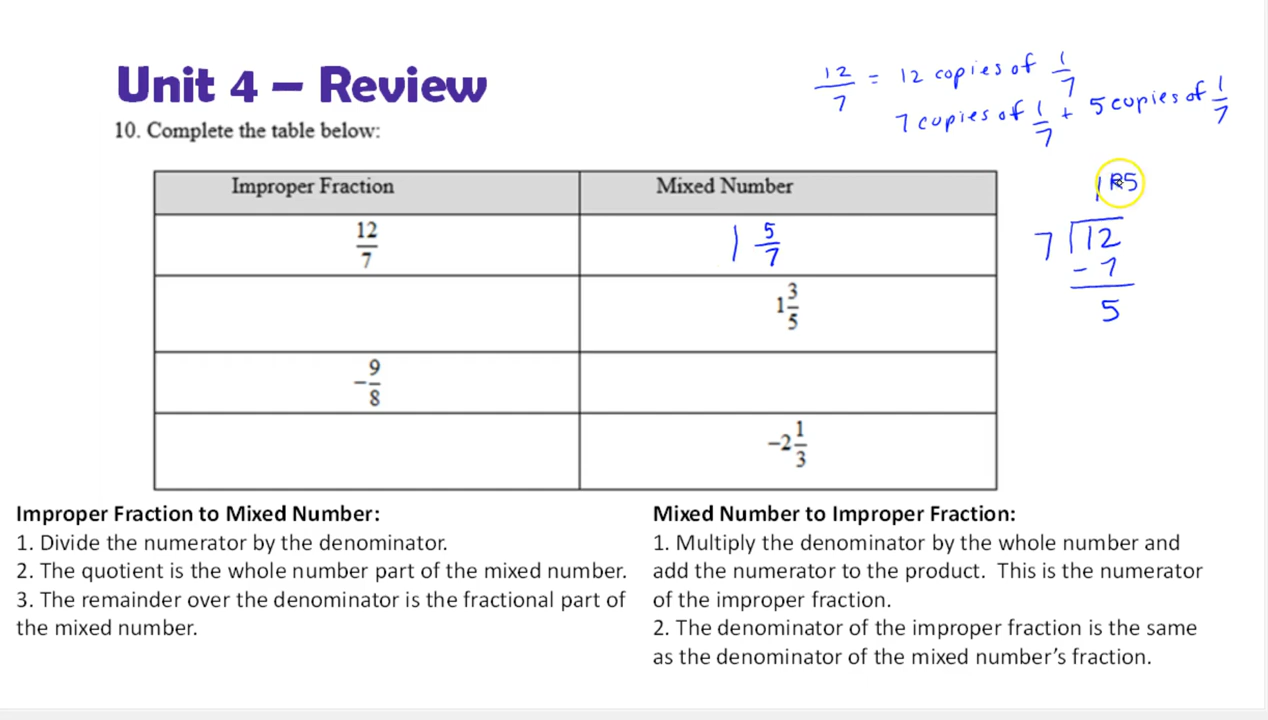 Unit 4 – Review
12/7 = 12 copies of 1/7
7 copies of 1/7 + 5 copies of 1/7
10. Complete the table below:
Improper Fraction Mixed Number
12/7 1 5/7
1 3/5
-9/8
-2 1/3
1 R5
7 12
- 7
5
Improper Fraction to Mixed Number:
1. Divide the numerator by the denominator.
2. The quotient is the whole number part of the mixed number.
3. The remainder over the denominator is the fractional part of
the mixed number.
Mixed Number to Improper Fraction:
1. Multiply the denominator by the whole number and
add the numerator to the product. This is the numerator
of the improper fraction.
2. The denominator of the improper fraction is the same
as the denominator of the mixed number’s fraction.